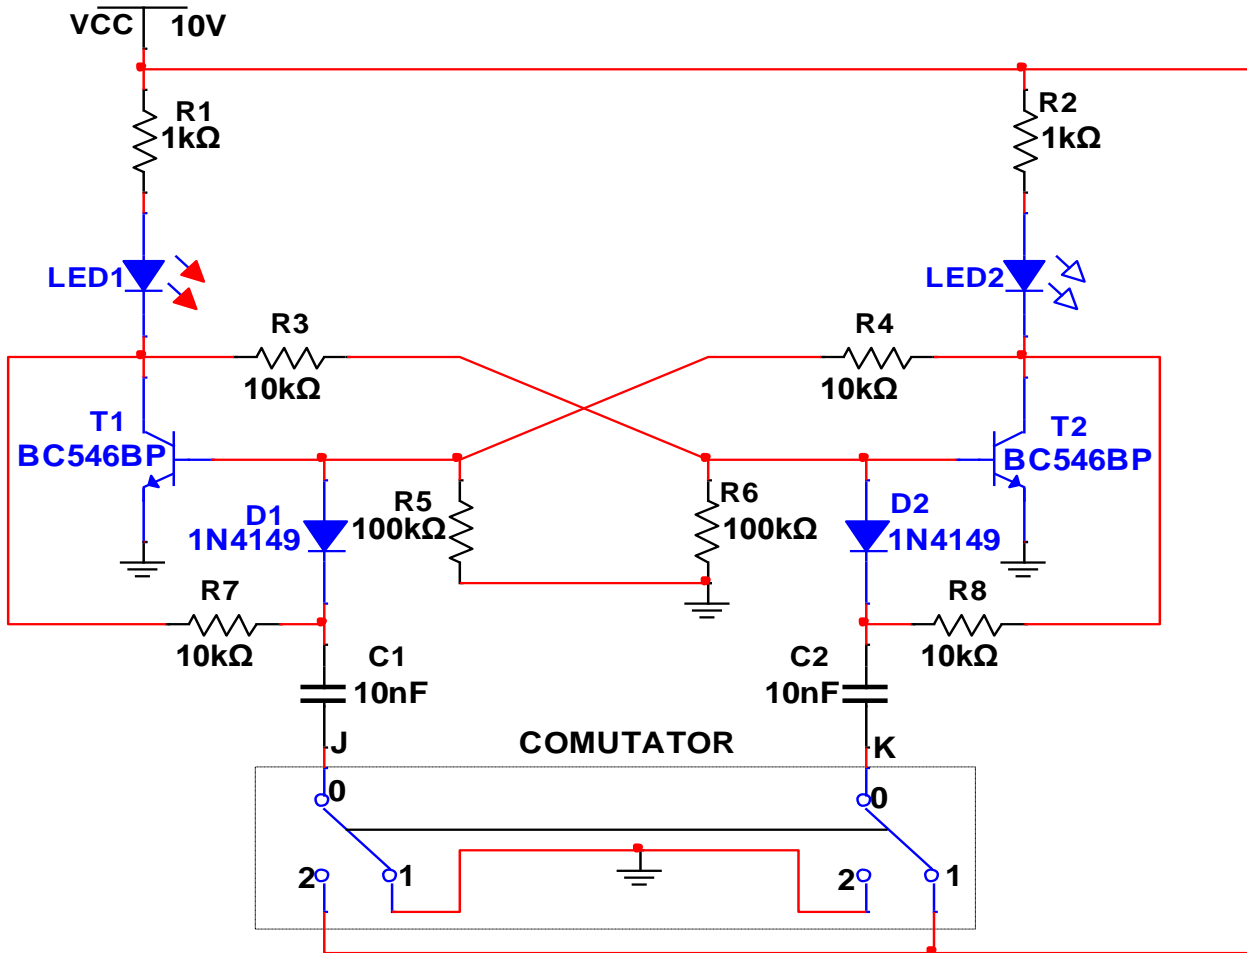 VCC 10V
R1
1kΩ
R2
1kΩ
LED1
LED2
R3
10kΩ
R4
10kΩ
T1
BC546BP
T2
BC546BP
D1
1N4149
R5
100kΩ
R6
100kΩ
D2
1N4149
R7
10kΩ
R8
10kΩ
C1
10nF
C2
10nF
J
COMUTATOR
K
0
0
2
1
2
1